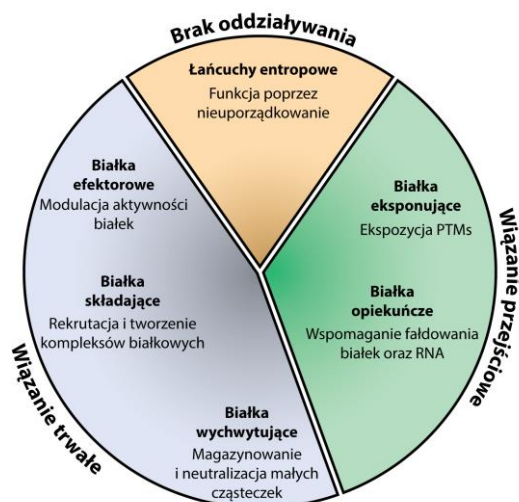 Brak oddziaływania
Łańcuchy entropowe
Funkcja poprzez
nieuporządkowanie
Białka
efektorowe
Modulacja aktywności
białek
Białka
składające
Rekrutacja i tworzenie
kompleksów białkowych
Białka
wychwytujące
Magazynowanie
i neutralizacja małych
cząsteczek
Wiązanie trwałe
Białka
eksponujące
Ekspozycja PTMs
Białka
opiekuńcze
Wspomaganie fałdowania
białek oraz RNA
Wiązanie przejściowe